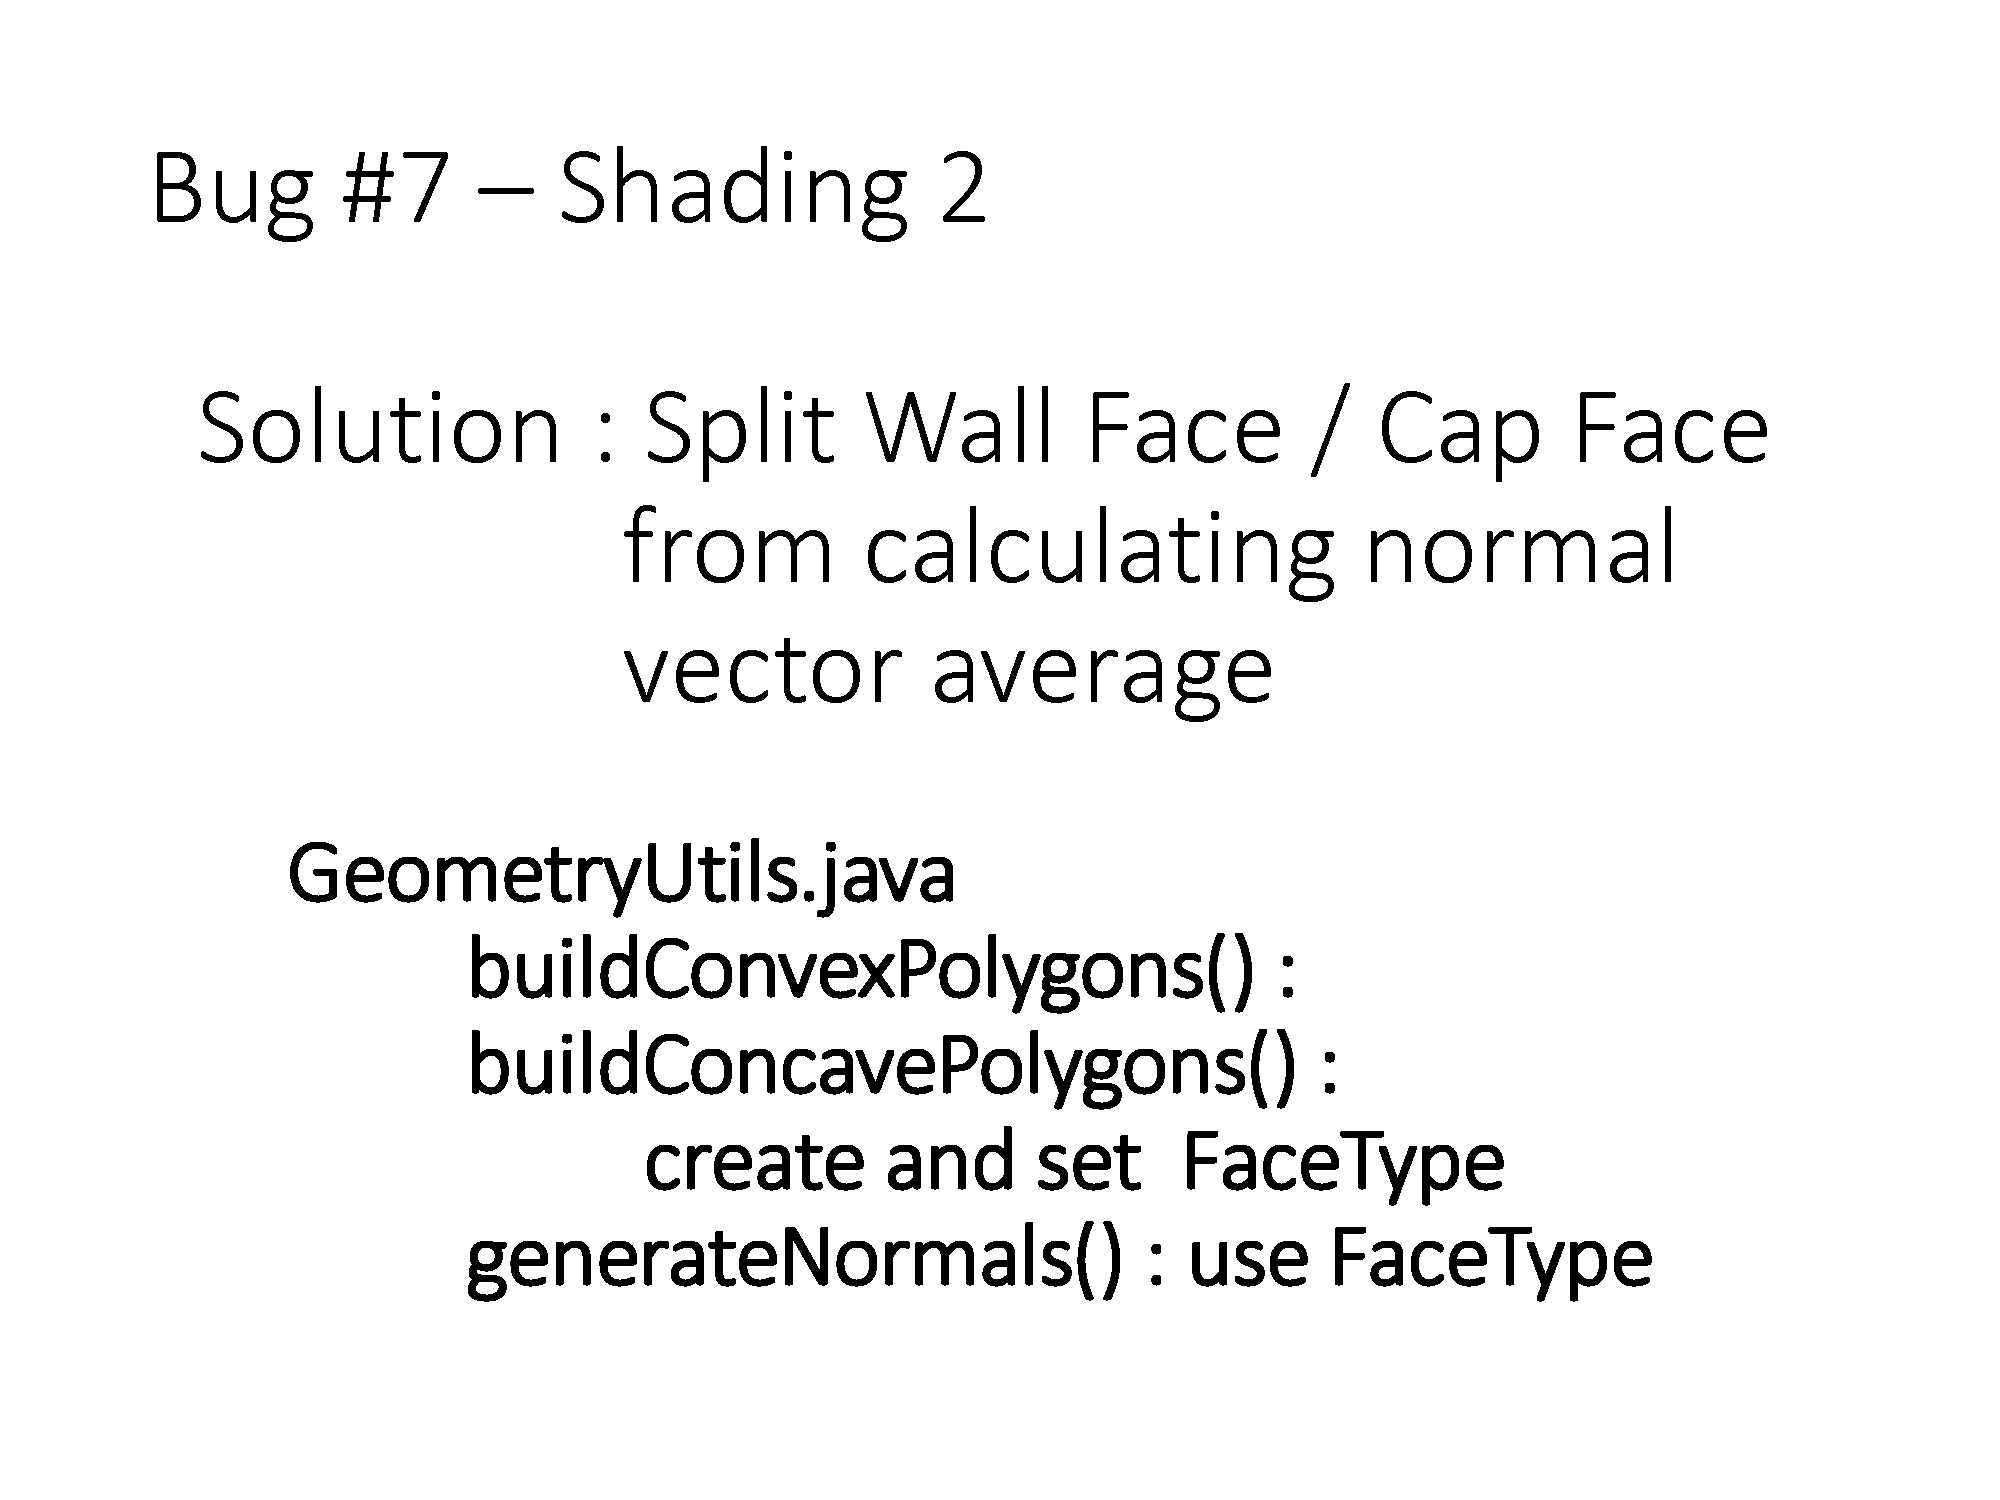 Bug #7 – Shading 2
Solution : Split Wall Face / Cap Face
from calculating normal
vector average
GeometryUtils.java
buildConvexPolygons() :
buildConcavePolygons() :
create and set  FaceType
generateNormals() : use FaceType